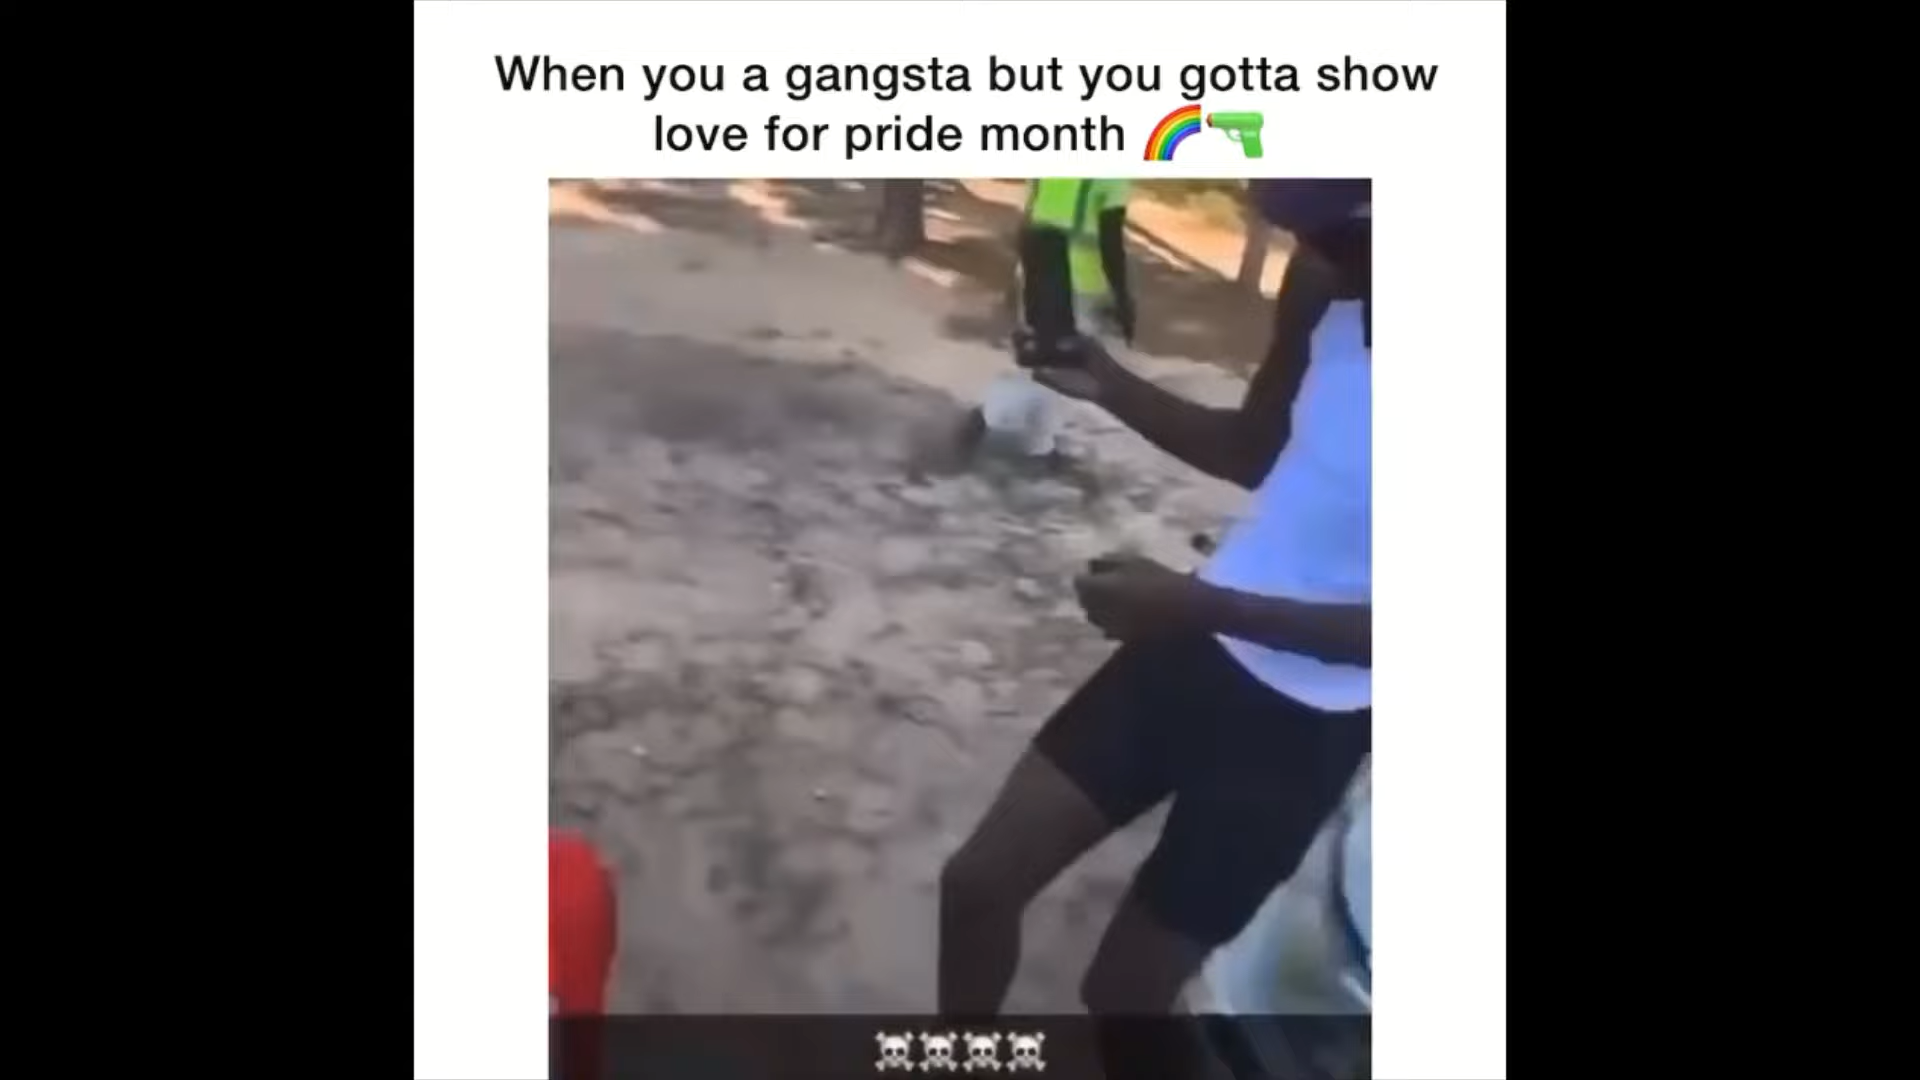 When you a gangsta but you gotta show
love for pride month 🌈🔫
☠☠☠☠